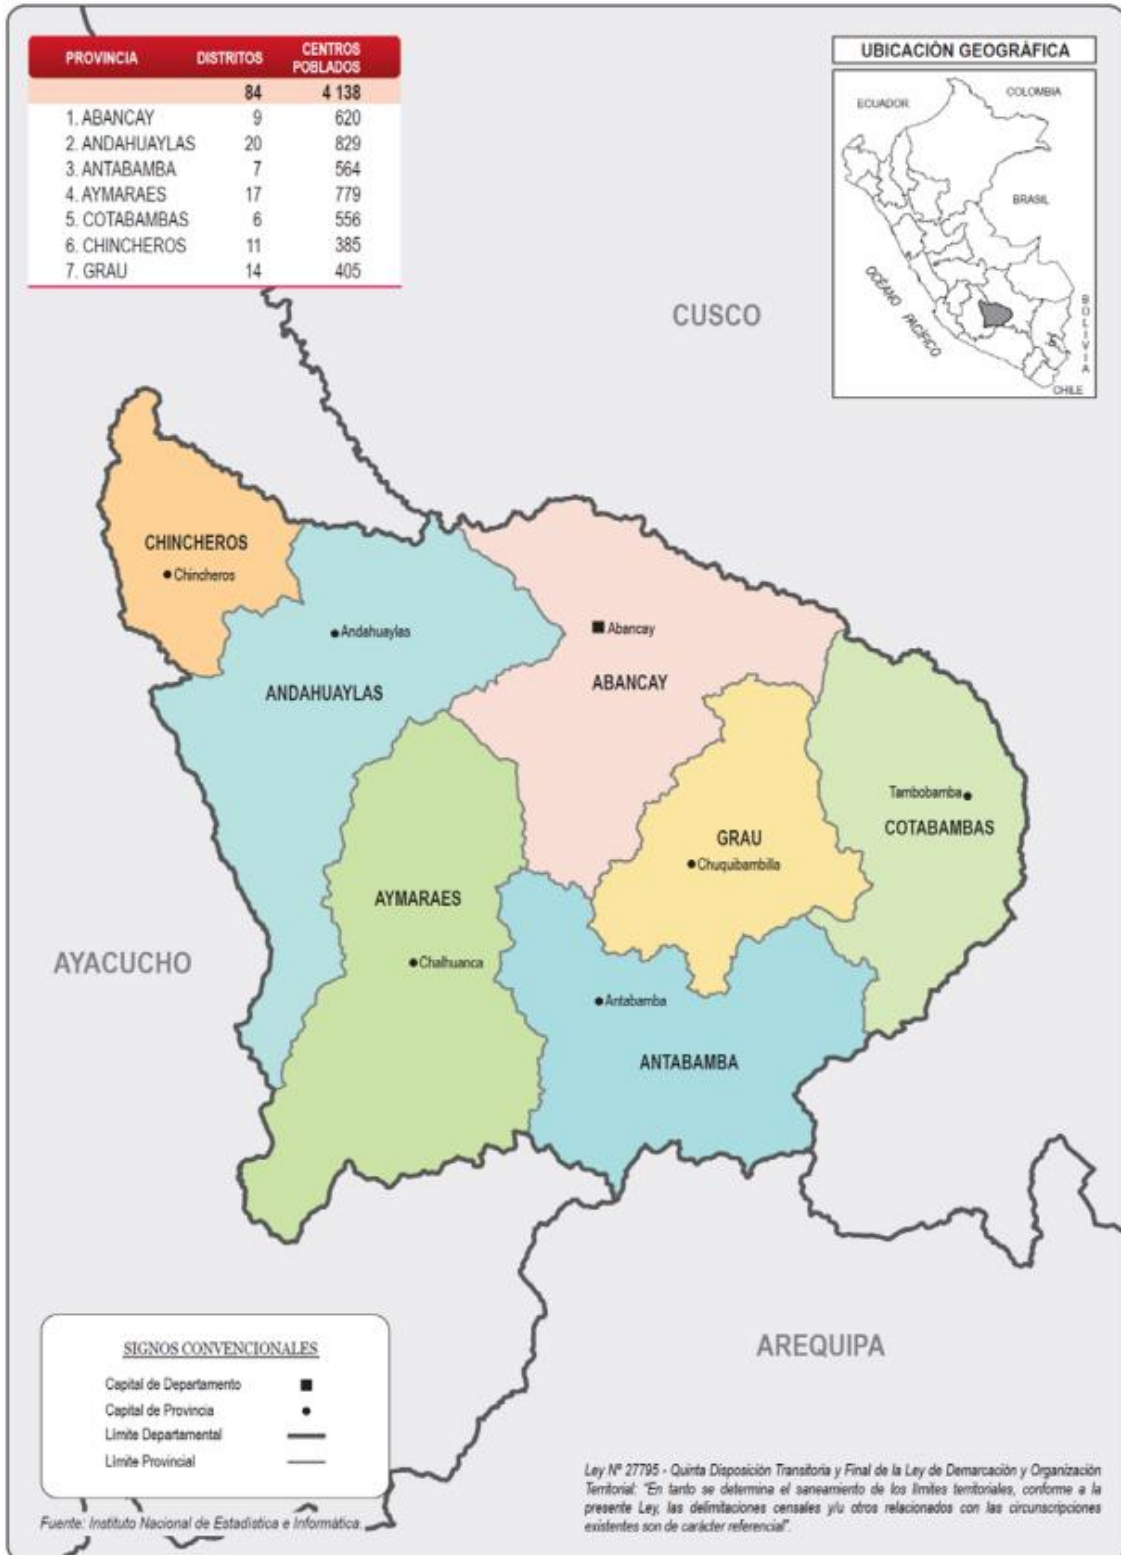 PROVINCIA DISTRITOS CENTROS POBLADOS
84 4 138
1. ABANCAY 9 620
2. ANDAHUAYLAS 20 829
3. ANTABAMBA 7 564
4. AYMARAES 17 779
5. COTABAMBAS 6 556
6. CHINCHEROS 11 385
7. GRAU 14 405
UBICACIÓN GEOGRÁFICA
COLOMBIA
ECUADOR
BRASIL
OCÉANO PACÍFICO
BOLIVIA
CHILE
CUSCO
CHINCHEROS
Chincheros
Andahuaylas
ANDAHUAYLAS
Abancay
ABANCAY
Tambobamba
COTABAMBAS
GRAU
Chuquibambilla
AYMARAES
Chalhuanca
AYACUCHO
Antabamba
ANTABAMBA
AREQUIPA
SIGNOS CONVENCIONALES
Capital de Departamento
Capital de Provincia
Límite Departamental
Límite Provincial
Fuente: Instituto Nacional de Estadística e Informática.
Ley Nº 27795 - Quinta Disposición Transitoria y Final de la Ley de Demarcación y Organización
Territorial: "En tanto se determina el saneamiento de los límites territoriales, conforme a la
presente Ley, las delimitaciones censales y/u otros relacionados con las circunscripciones
existentes son de carácter referencial".